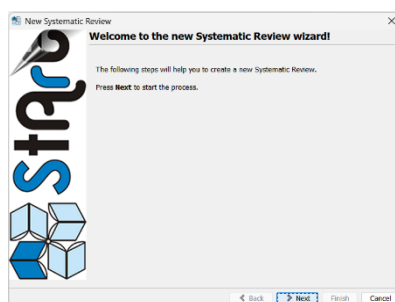 New Systematic Review
Welcome to the new Systematic Review wizard!
The following steps will help you to create a new Systematic Review.
Press Next to start the process.
StArt
Back Next Finish Cancel